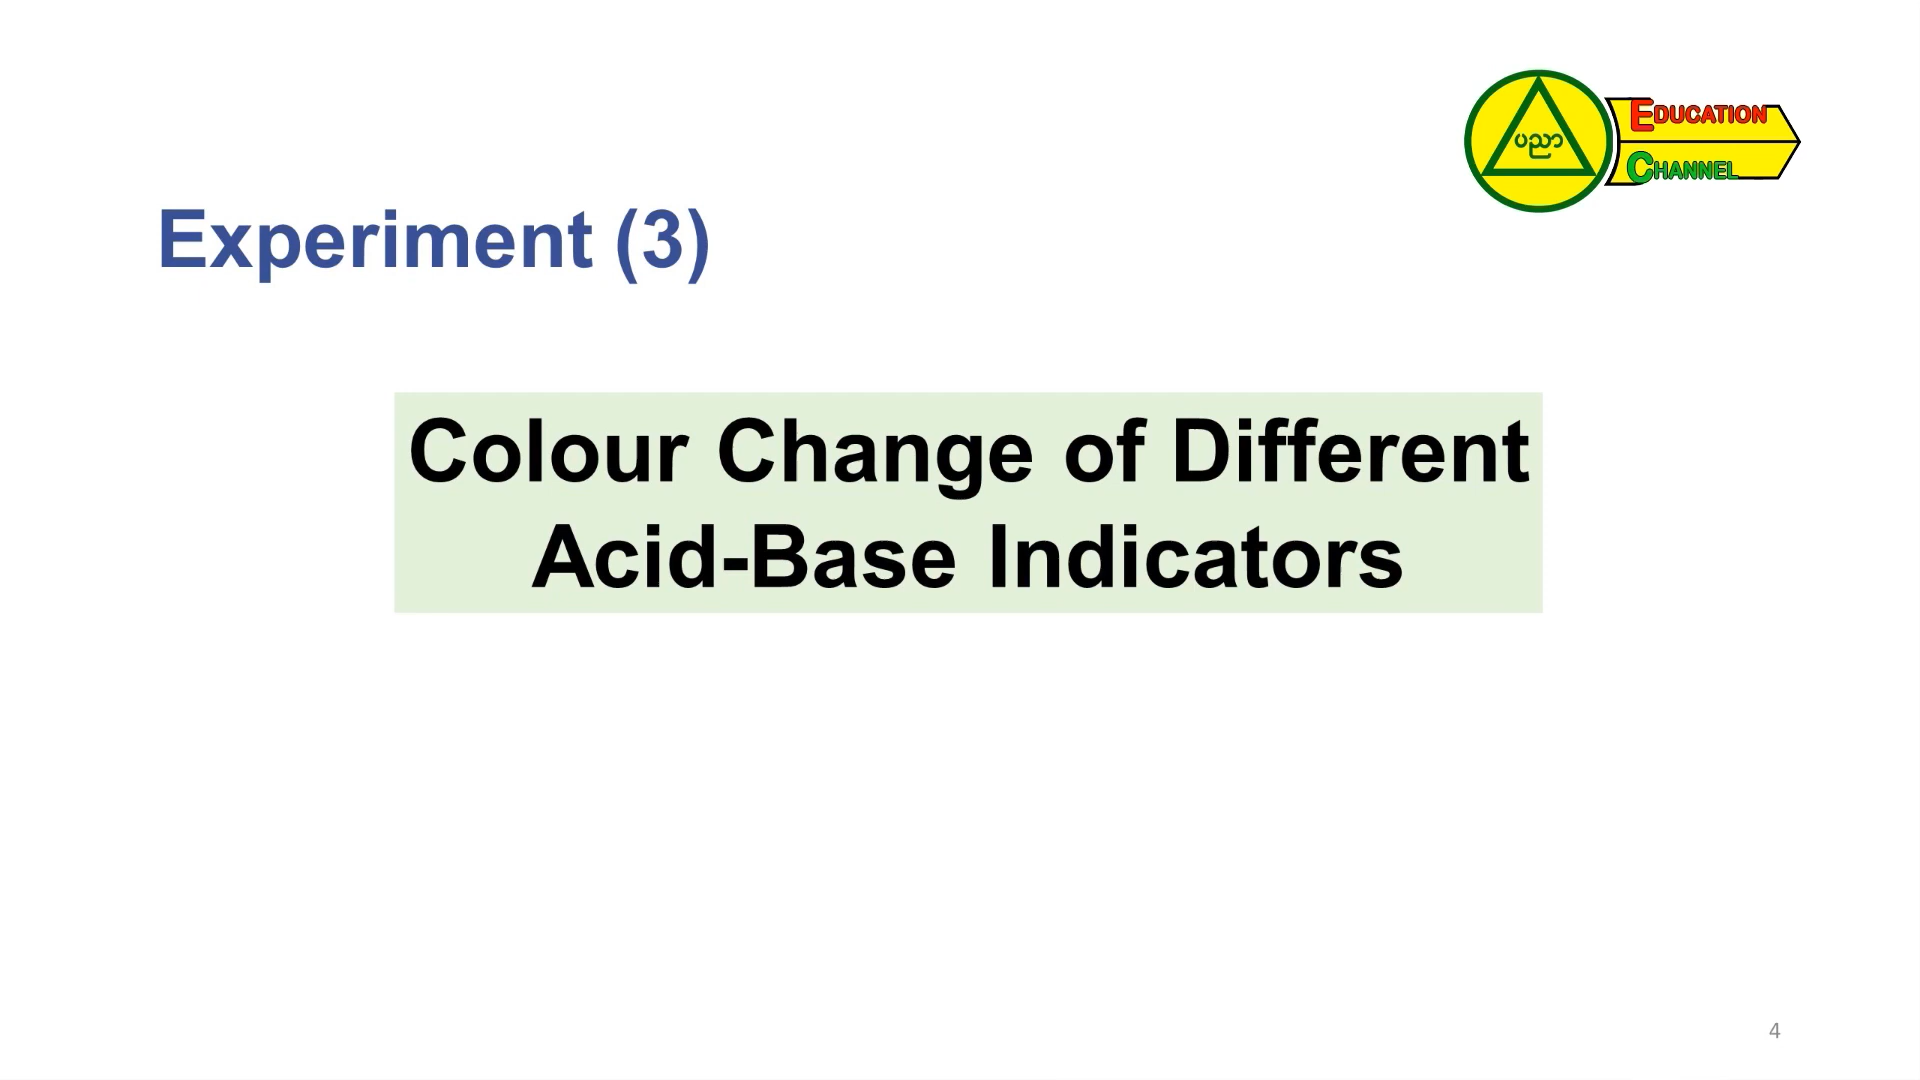 ပညာ
EDUCATION
CHANNEL
Experiment (3)
Colour Change of Different
Acid-Base Indicators
4